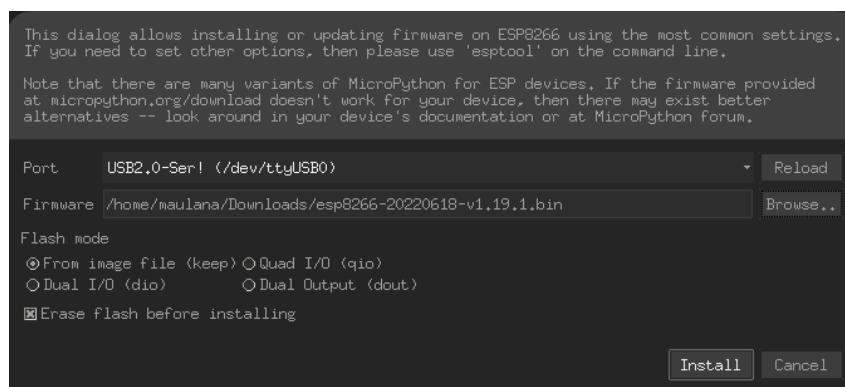 This dialog allows installing or updating firmware on ESP8266 using the most common settings.
If you need to set other options, then please use 'esptool' on the command line.
Note that there are many variants of MicroPython for ESP devices. If the firmware provided
at micropython.org/download doesn't work for your device, then there may exist better
alternatives -- look around in your device's documentation or at MicroPython forum.
Port USB2.0-Ser! (/dev/ttyUSB0) Reload
Firmware /home/maulana/Downloads/esp8266-20220618-v1.19.1.bin Browse..
Flash mode
From image file (keep) Quad I/O (qio)
Dual I/O (dio) Dual Output (dout)
Erase flash before installing
Install Cancel